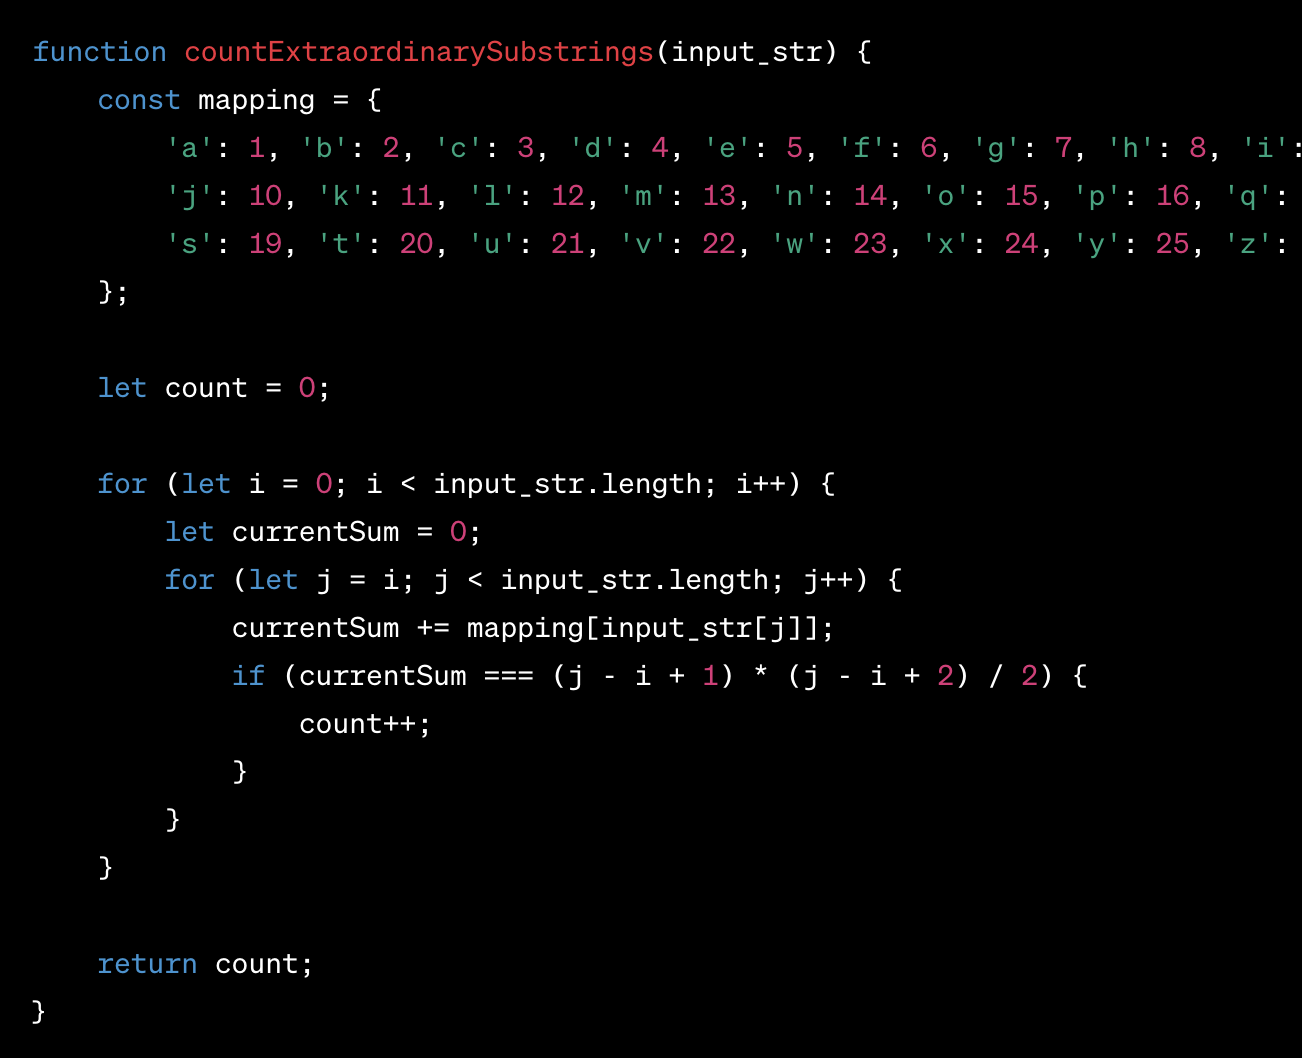 function countExtraordinarySubstrings(input_str) {
    const mapping = {
        'a': 1, 'b': 2, 'c': 3, 'd': 4, 'e': 5, 'f': 6, 'g': 7, 'h': 8, 'i':
        'j': 10, 'k': 11, 'l': 12, 'm': 13, 'n': 14, 'o': 15, 'p': 16, 'q':
        's': 19, 't': 20, 'u': 21, 'v': 22, 'w': 23, 'x': 24, 'y': 25, 'z':
    };
    let count = 0;
    for (let i = 0; i < input_str.length; i++) {
        let currentSum = 0;
        for (let j = i; j < input_str.length; j++) {
            currentSum += mapping[input_str[j]];
            if (currentSum === (j - i + 1) * (j - i + 2) / 2) {
                count++;
            }
        }
    }
    return count;
}